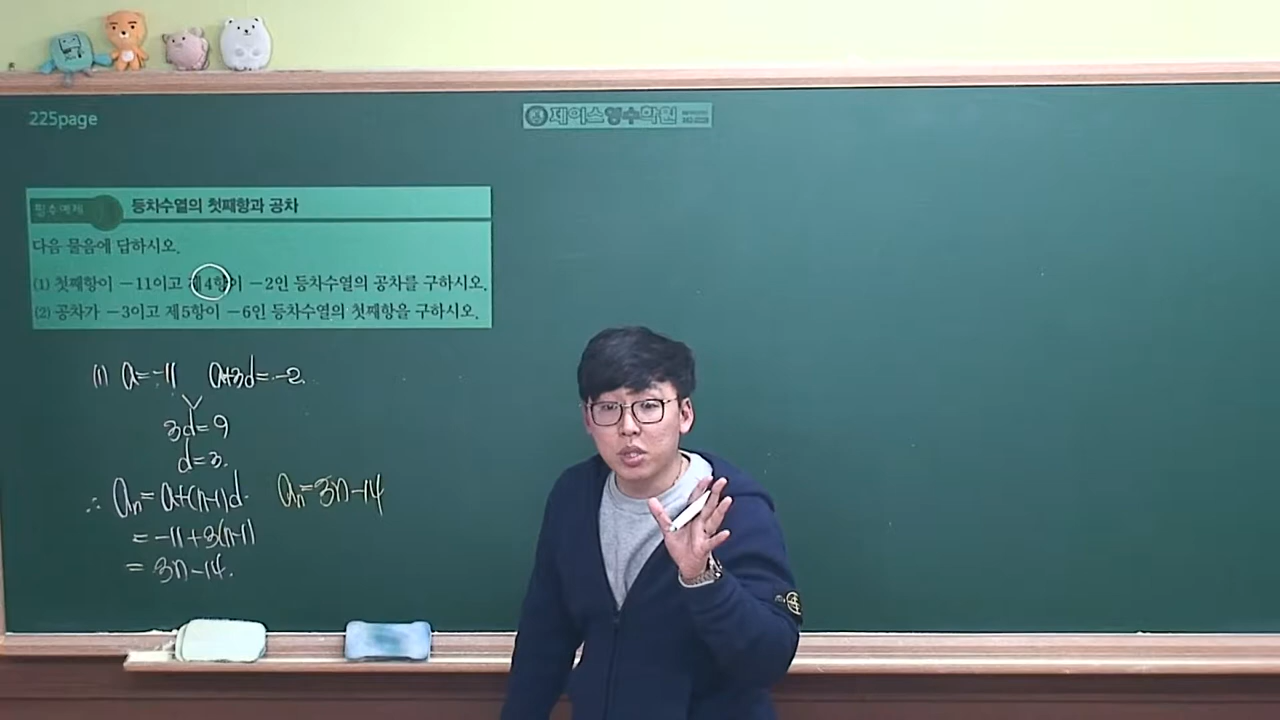 225page
제이스영수학원
필수예제
등차수열의 첫째항과 공차
다음 물음에 답하시오.
(1) 첫째항이 −11이고 제4항이 −2인 등차수열의 공차를 구하시오.
(2) 공차가 −3이고 제5항이 −6인 등차수열의 첫째항을 구하시오.
(1) a=-11 a+3d=-2.
3d=9
d=3.
∴ an=a+(n-1)d. an=3n-14
=-11+3(n-1)
=3n-14.